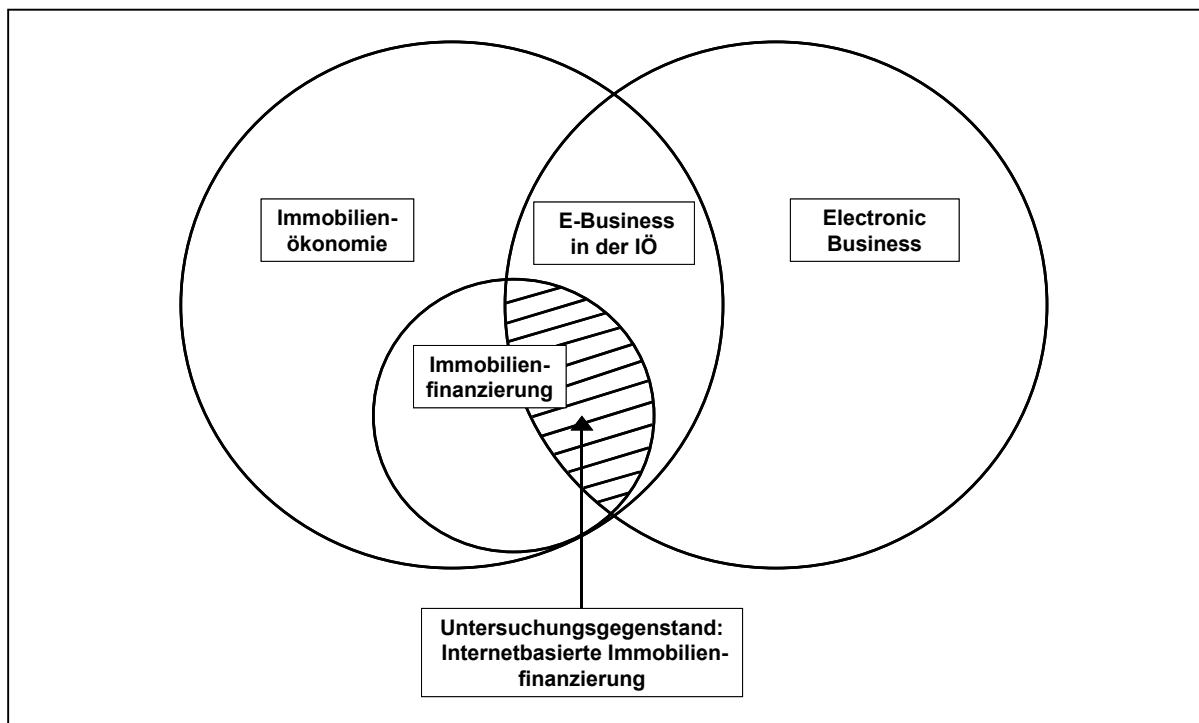 Immobilien-
ökonomie
E-Business
in der IÖ
Electronic
Business
Immobilien-
finanzierung
Untersuchungsgegenstand:
Internetbasierte Immobilien-
finanzierung